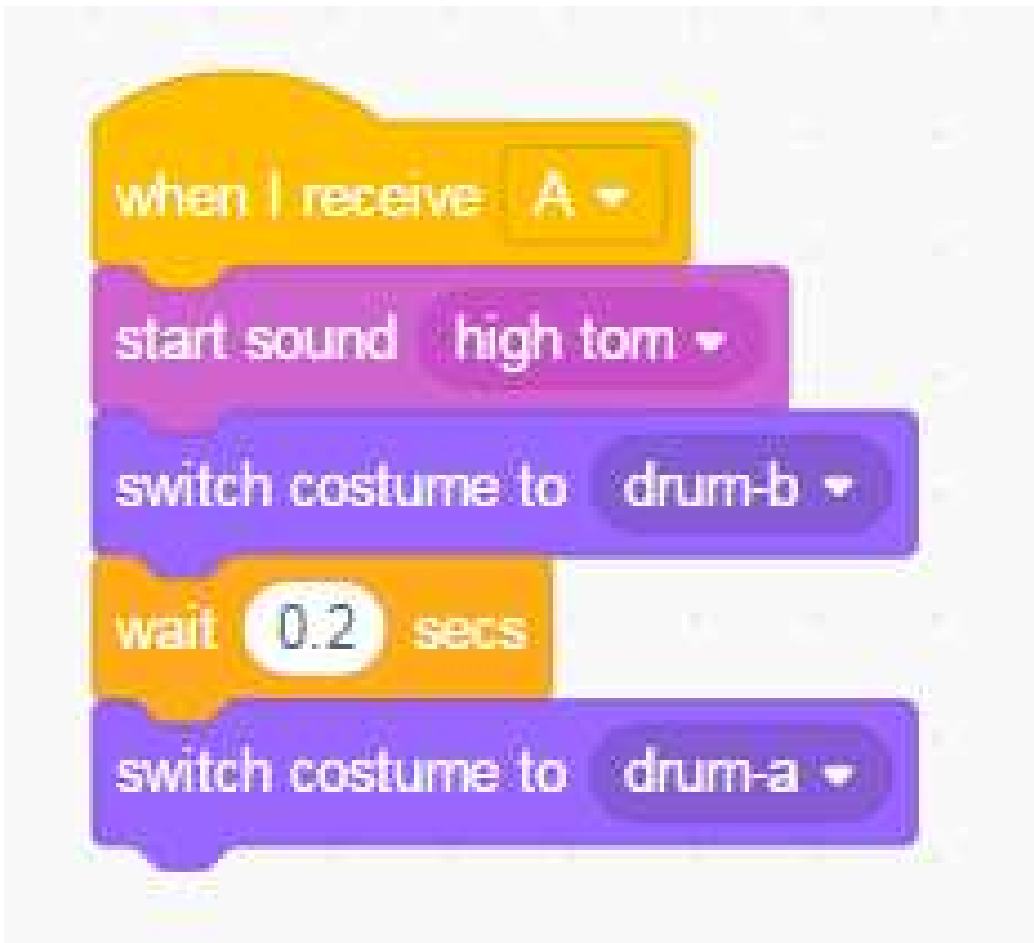 when I receive A
start sound high tom
switch costume to drum-b
wait 0.2 secs
switch costume to drum-a